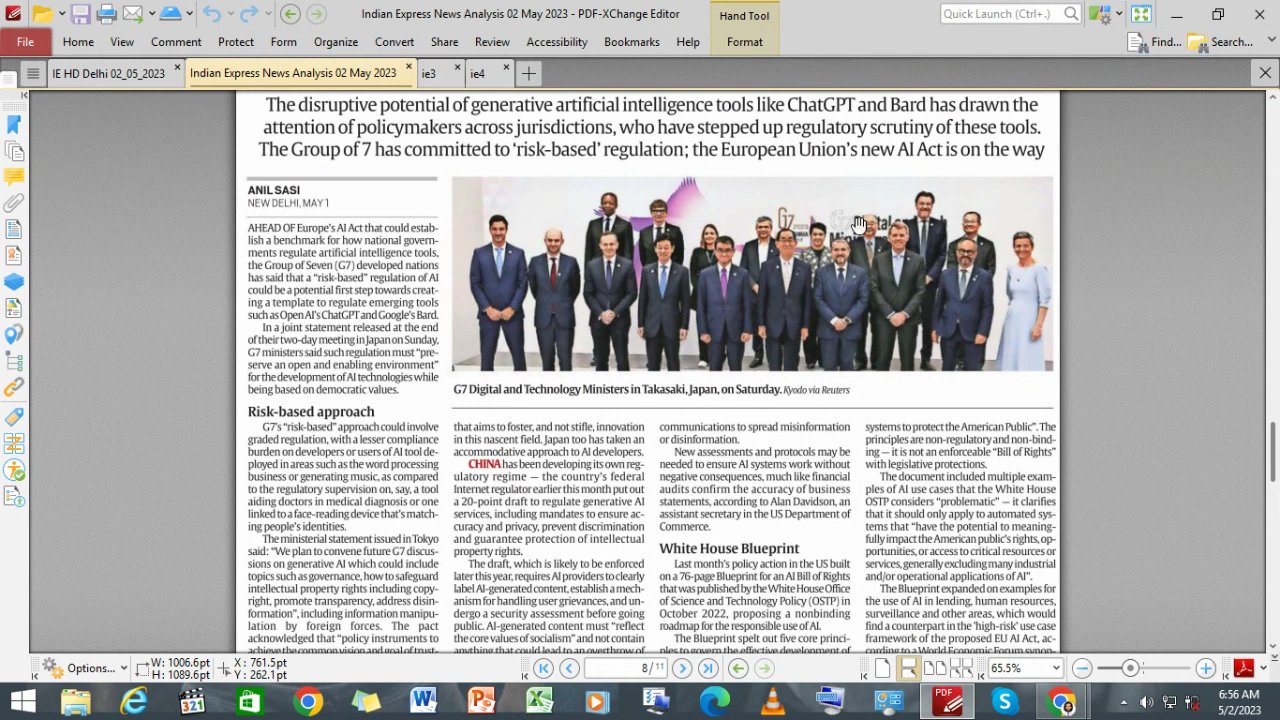 Indian Express News Analysis 02 May 2023 - PDF-XChange Editor
Hand Tool
Quick Launch (Ctrl+.)
File Home View Comment Protect Form Organize Convert Share Review Accessibility Bookmarks Help Format
Find... Search...
IE HD Delhi 02_05_2023 Indian Express News Analysis 02 May 2023 ie3 ie4
The disruptive potential of generative artificial intelligence tools like ChatGPT and Bard has drawn the
attention of policymakers across jurisdictions, who have stepped up regulatory scrutiny of these tools.
The Group of 7 has committed to ‘risk-based’ regulation; the European Union’s new AI Act is on the way
ANIL SASI
NEW DELHI, MAY 1
AHEAD OF Europe's AI Act that could estab-
lish a benchmark for how national govern-
ments regulate artificial intelligence tools,
the Group of Seven (G7) developed nations
has said that a “risk-based” regulation of AI
could be a potential first step towards creat-
ing a template to regulate emerging tools
such as Open AI's ChatGPT and Google's Bard.
In a joint statement released at the end
of their two-day meeting in Japan on Sunday,
G7 ministers said such regulation must “pre-
serve an open and enabling environment”
for the development of AI technologies while
being based on democratic values.
Risk-based approach
G7's “risk-based” approach could involve
graded regulation, with a lesser compliance
burden on developers or users of AI tool de-
ployed in areas such as the word processing
business or generating music, as compared
to the regulatory supervision on, say, a tool
aiding doctors in medical diagnosis or one
linked to a face-reading device that's match-
ing people's identities.
The ministerial statement issued in Tokyo
said: “We plan to convene future G7 discus-
sions on generative AI which could include
topics such as governance, how to safeguard
intellectual property rights including copy-
right, promote transparency, address disin-
formation”, including information manipu-
lation by foreign forces. The pact
acknowledged that “policy instruments to
achieve the common vision and goal of trust-
G7
G7 Digital and Technology Ministers in Takasaki, Japan, on Saturday. Kyodo via Reuters
that aims to foster, and not stifle, innovation
in this nascent field. Japan too has taken an
accommodative approach to AI developers.
CHINA has been developing its own reg-
ulatory regime — the country's federal
Internet regulator earlier this month put out
a 20-point draft to regulate generative AI
services, including mandates to ensure ac-
curacy and privacy, prevent discrimination
and guarantee protection of intellectual
property rights.
The draft, which is likely to be enforced
later this year, requires AI providers to clearly
label AI-generated content, establish a mech-
anism for handling user grievances, and un-
dergo a security assessment before going
public. AI-generated content must “reflect
the core values of socialism” and not contain
anything that could lead to an overthrow of
communications to spread misinformation
or disinformation.
New assessments and protocols may be
needed to ensure AI systems work without
negative consequences, much like financial
audits confirm the accuracy of business
statements, according to Alan Davidson, an
assistant secretary in the US Department of
Commerce.
White House Blueprint
Last month's policy action in the US built
on a 76-page Blueprint for an AI Bill of Rights
that was published by the White House Office
of Science and Technology Policy (OSTP) in
October 2022, promoting a nonbinding
roadmap for the responsible use of AI.
The Blueprint spelt out five core princi-
ples to govern the effective development of
systems to protect the American Public”. The
principles are non-regulatory and non-bind-
ing — it is not an enforceable “Bill of Rights”
with legislative protections.
The document included multiple exam-
ples of AI use cases that the White House
OSTP considers “problematic” — it clarifies
that it should only apply to automated sys-
tems that “have the potential to meaning-
fully impact the American public's rights, op-
portunities, or access to critical resources or
services, generally excluding many industrial
and/or operational applications of AI”.
The Blueprint expanded on examples for
the use of AI in lending, human resources,
surveillance and other areas, which would
find a counterpart in the 'high-risk' use case
framework of the proposed EU AI Act, ac-
cording to a World Economic Forum synop-
Options... W: 1006.6pt X: 761.5pt 8 / 11 65.5%
H: 1089.6pt Y: 262.1pt
321 PDF 6:56 AM
5/2/2023